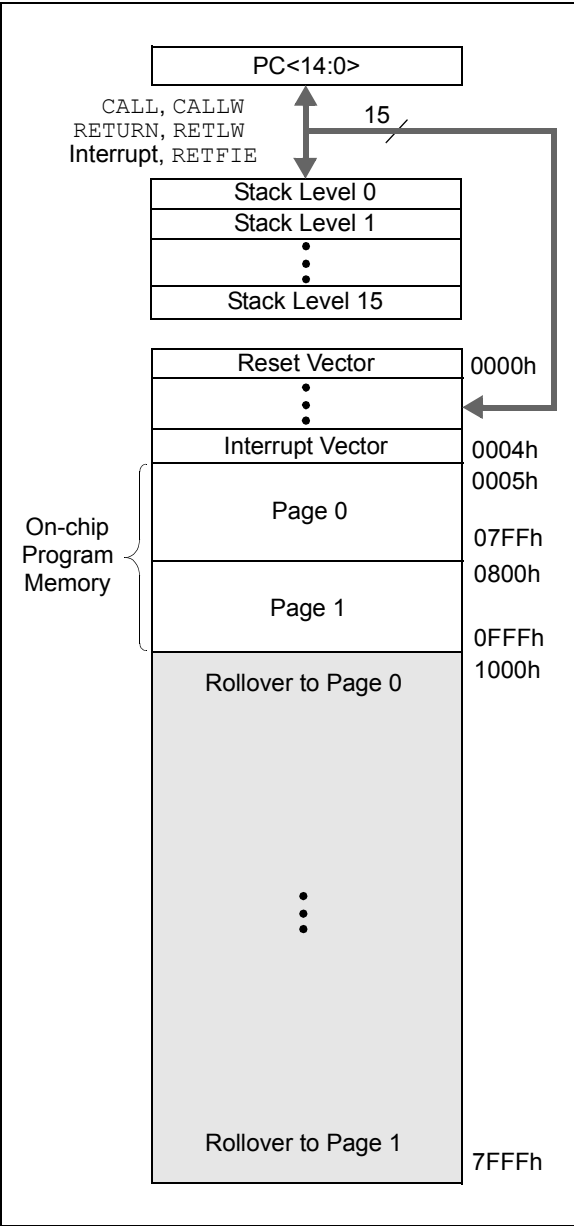 PC<14:0>
CALL, CALLW
RETURN, RETLW
Interrupt, RETFIE
15
Stack Level 0
Stack Level 1
Stack Level 15
Reset Vector
0000h
Interrupt Vector
0004h
0005h
On-chip
Program
Memory
Page 0
07FFh
0800h
Page 1
0FFFh
1000h
Rollover to Page 0
Rollover to Page 1
7FFFh